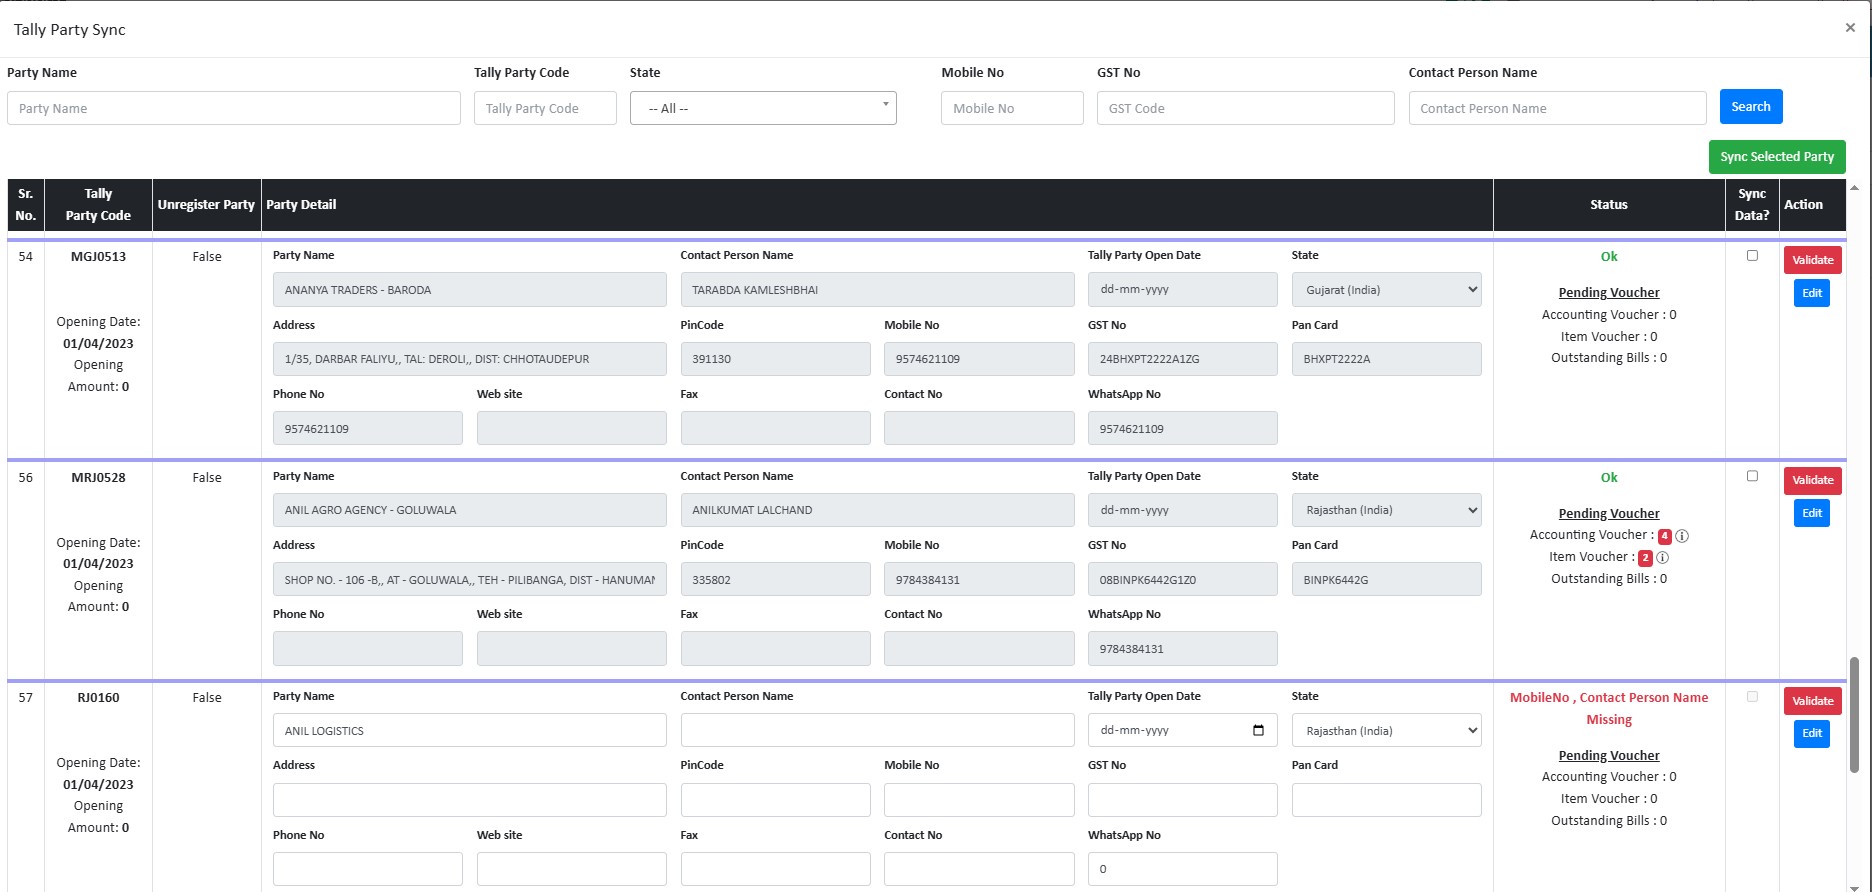 Tally Party Sync
×
Party Name Tally Party Code State Mobile No GST No Contact Person Name
Party Name Tally Party Code -- All -- Mobile No GST Code Contact Person Name Search
Sync Selected Party
Sr. No. Tally Party Code Unregister Party Party Detail Status Sync Data? Action
54 MGJ0513 False Party Name Contact Person Name Tally Party Open Date State Ok Validate
ANANYA TRADERS - BARODA TARABDA KAMLESHBHAI dd-mm-yyyy Gujarat (India) Pending Voucher Edit
Opening Date: Address PinCode Mobile No GST No Pan Card Accounting Voucher : 0
01/04/2023 Item Voucher : 0
Opening 1/35, DARBAR FALIYU,, TAL: DEROLI,, DIST: CHHOTAUDEPUR 391130 9574621109 24BHXPT2222A1ZG BHXPT2222A Outstanding Bills : 0
Amount: 0 Phone No Web site Fax Contact No WhatsApp No
9574621109 9574621109
56 MRJ0528 False Party Name Contact Person Name Tally Party Open Date State Ok Validate
ANIL AGRO AGENCY - GOLUWALA ANILKUMAT LALCHAND dd-mm-yyyy Rajasthan (India) Pending Voucher Edit
Opening Date: Address PinCode Mobile No GST No Pan Card Accounting Voucher : 4
01/04/2023 Item Voucher : 2
Opening SHOP NO. - 106 -B,, AT - GOLUWALA,, TEH - PILIBANGA, DIST - HANUMAN 335802 9784384131 08BINPK6442G1Z0 BINPK6442G Outstanding Bills : 0
Amount: 0 Phone No Web site Fax Contact No WhatsApp No
9784384131
57 RJ0160 False Party Name Contact Person Name Tally Party Open Date State MobileNo , Contact Person Name Validate
Missing
ANIL LOGISTICS dd-mm-yyyy Rajasthan (India) Edit
Opening Date: Address PinCode Mobile No GST No Pan Card Pending Voucher
01/04/2023 Accounting Voucher : 0
Opening Item Voucher : 0
Amount: 0 Phone No Web site Fax Contact No WhatsApp No Outstanding Bills : 0
0